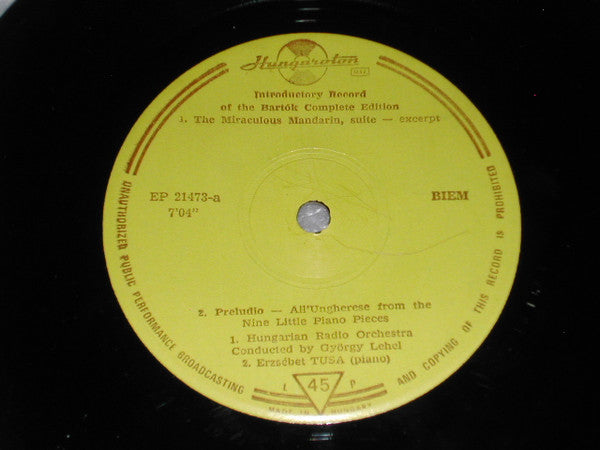 Hungaroton
Introductory Record
of the Bartók Complete Edition
1. The Miraculous Mandarin, suite — excerpt
EP 21473-a
7'04"
BIEM
2. Preludio — All'Ungherese from the
Nine Little Piano Pieces
1. Hungarian Radio Orchestra
Conducted by György Lehel
2. Erzsébet TUSA (piano)
L 45 P
MADE IN HUNGARY
UNAUTHORIZED PUBLIC PERFORMANCE BROADCASTING AND COPYING OF THIS RECORD IS PROHIBITED